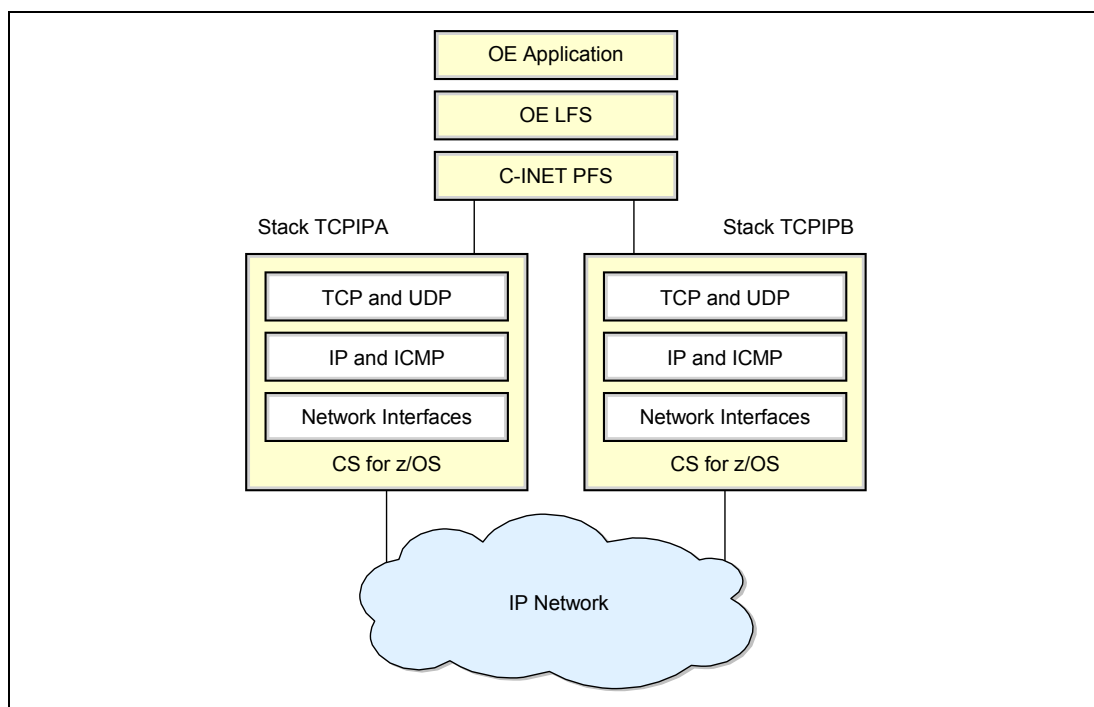 OE Application
OE LFS
C-INET PFS
Stack TCPIPA
Stack TCPIPB
TCP and UDP
IP and ICMP
Network Interfaces
CS for z/OS
TCP and UDP
IP and ICMP
Network Interfaces
CS for z/OS
IP Network